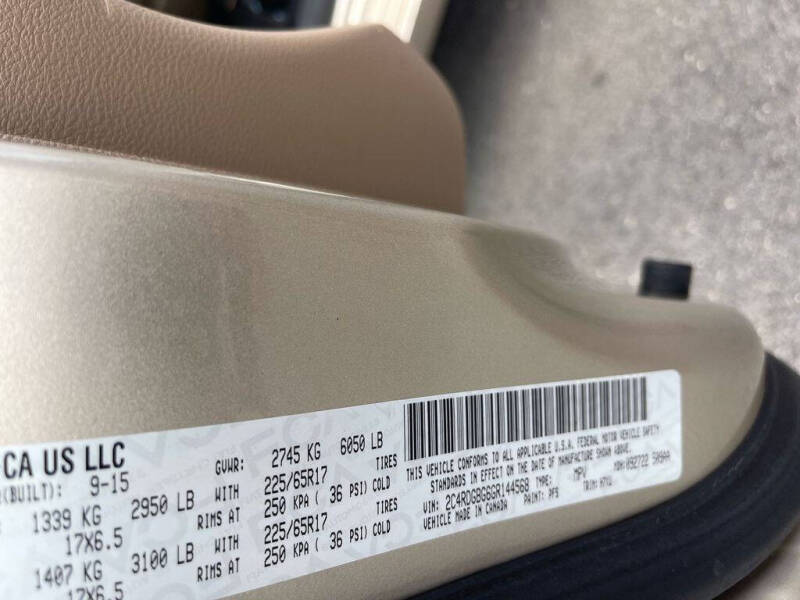 CA US LLC
(BUILT): 9-15
GVWR: 2745 KG 6050 LB
1339 KG 2950 LB WITH 225/65R17 TIRES
17X6.5 RIMS AT 250 KPA ( 36 PSI) COLD
1407 KG 3100 LB WITH 225/65R17 TIRES
17X6.5 RIMS AT 250 KPA ( 36 PSI) COLD
THIS VEHICLE CONFORMS TO ALL APPLICABLE U.S.A. FEDERAL MOTOR VEHICLE SAFETY
STANDARDS IN EFFECT ON THE DATE OF MANUFACTURE SHOWN ABOVE.
VIN: 2C4RDGBG6GR144568 TYPE: MPV
VEHICLE MADE IN CANADA PAINT: PFS TRIM: